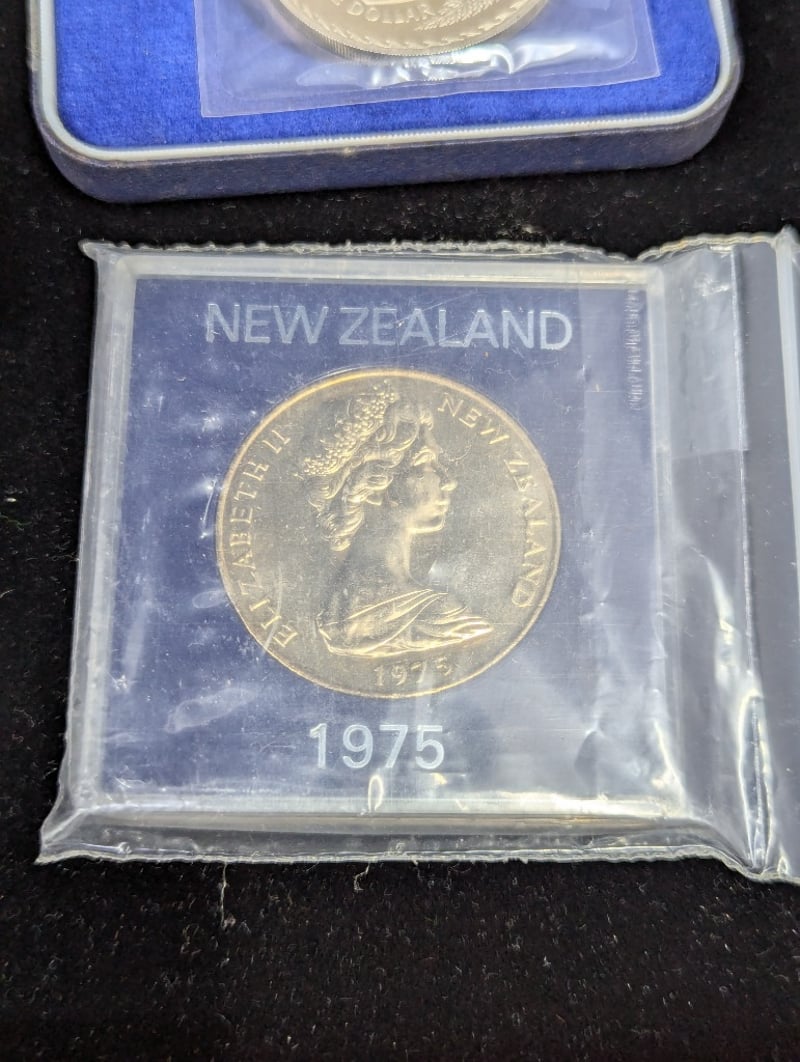 DOLLAR
NEW ZEALAND
ELIZABETH II
NEW ZEALAND
1975
1975